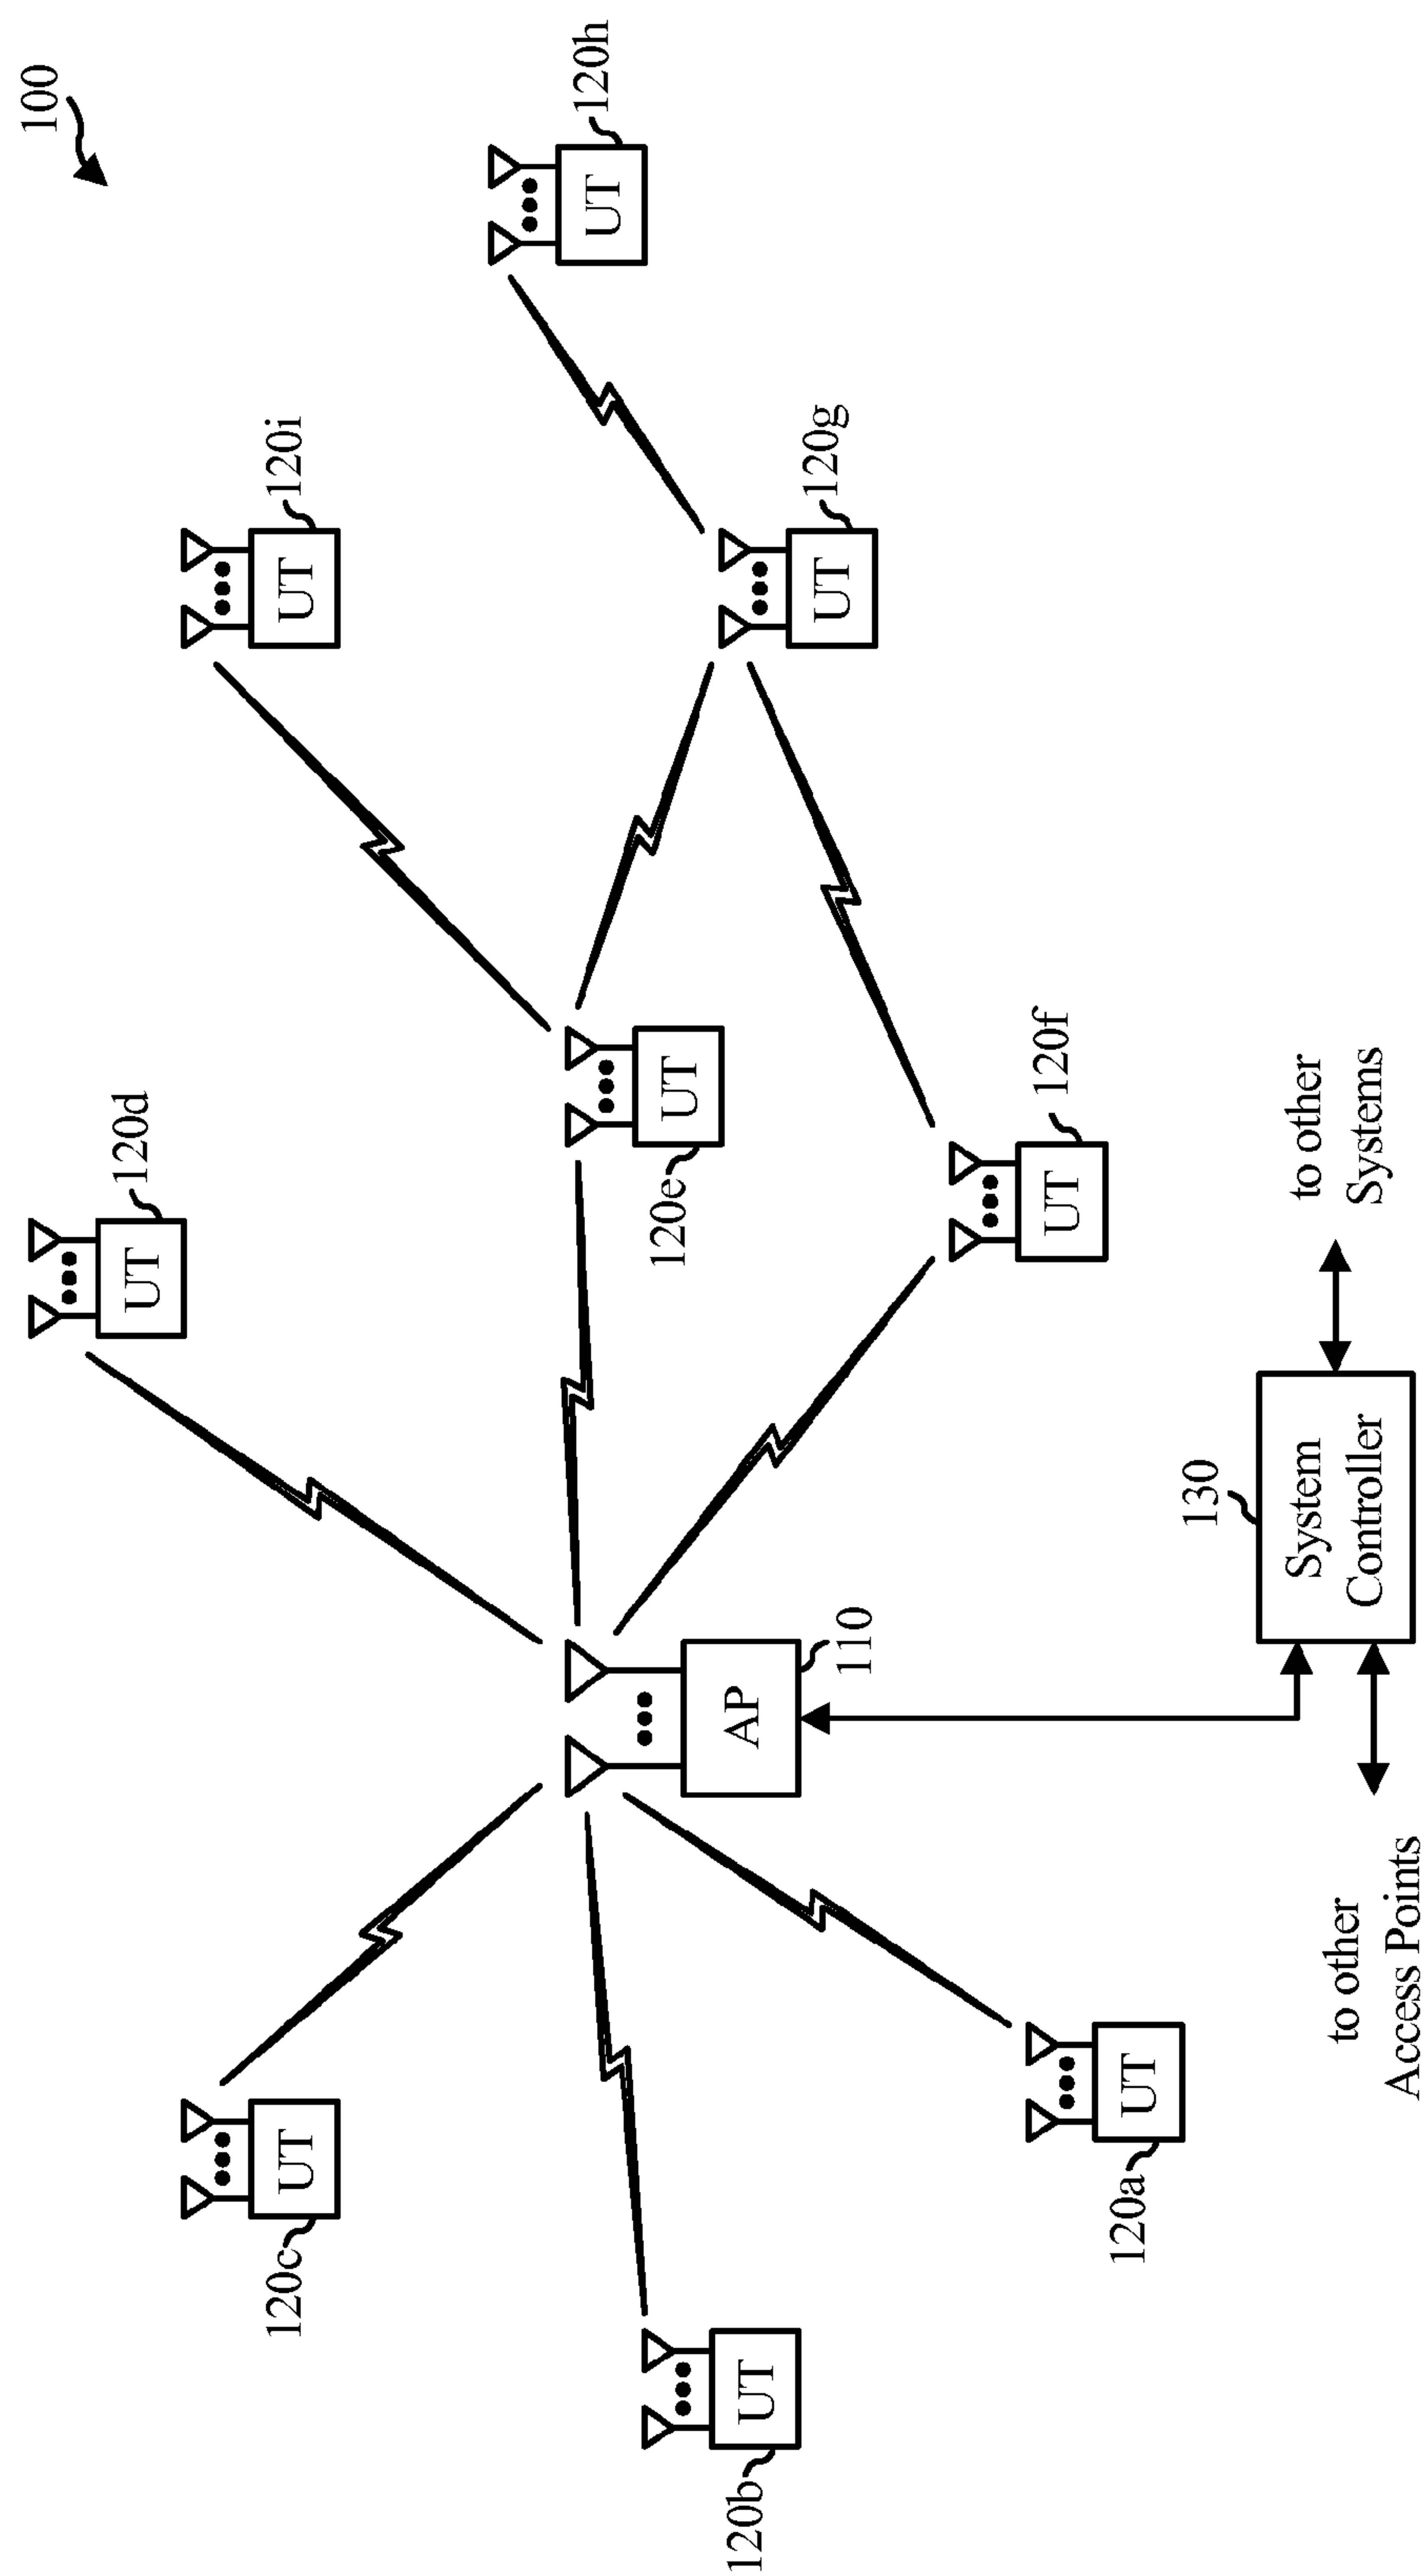 100
120d
UT
120i
UT
120c
UT
120h
UT
120e
UT
120g
UT
120b
UT
AP
110
120f
UT
120a
UT
130
System
Controller
to other
Systems
to other
Access Points